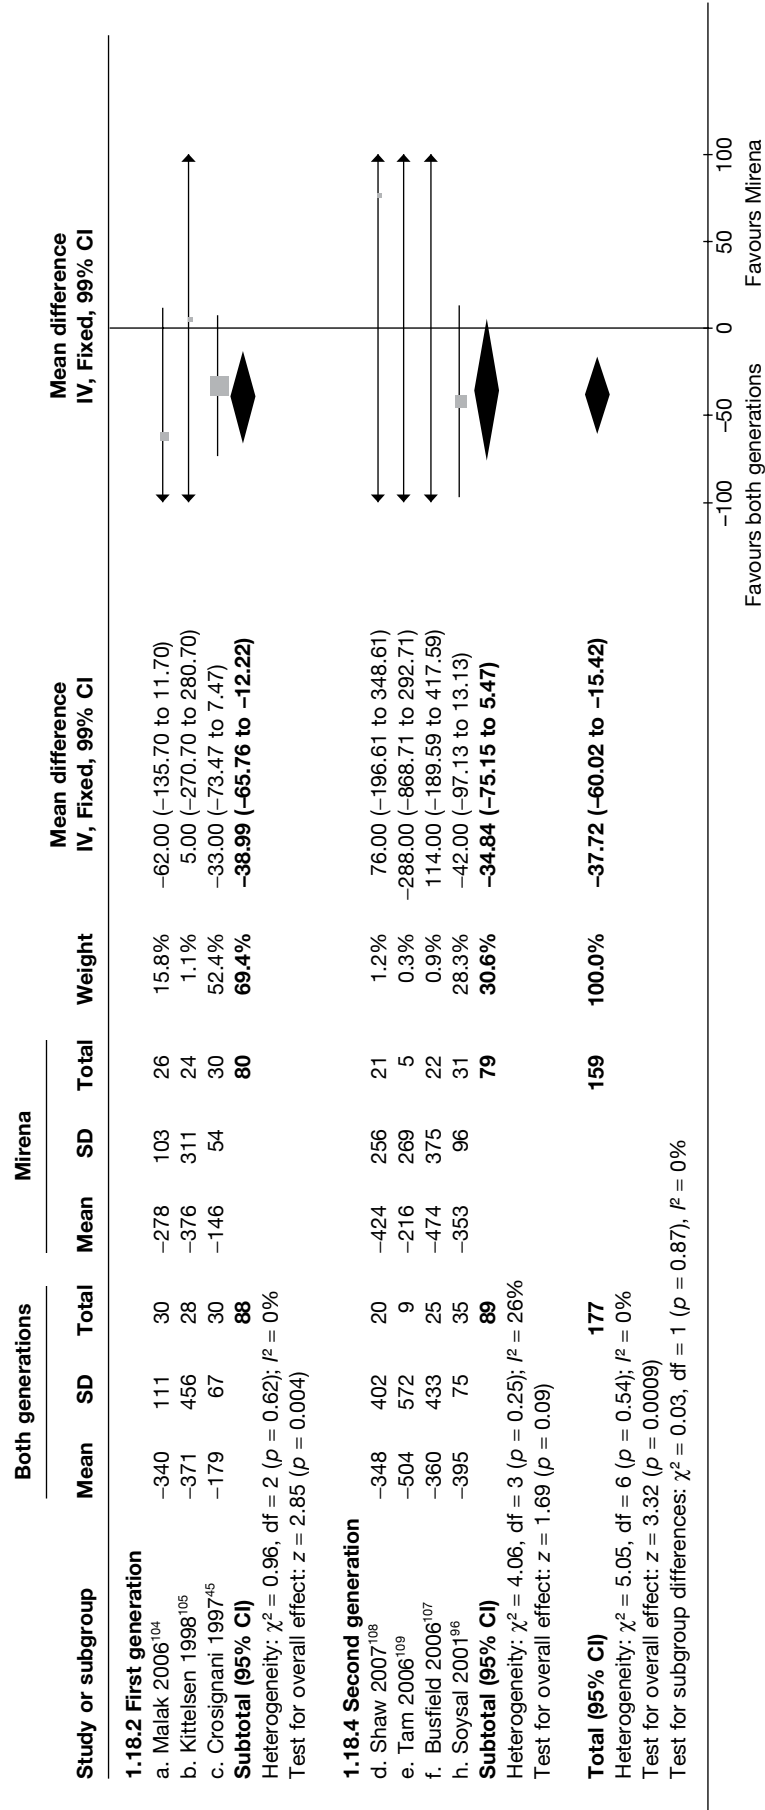 Both generations Mirena Mean difference Mean difference
Study or subgroup Mean SD Total Mean SD Total Weight IV, Fixed, 99% CI IV, Fixed, 99% CI
1.18.2 First generation
a. Malak 2006¹⁰⁴ −340 111 30 −278 103 26 15.8% −62.00 (−135.70 to 11.70)
b. Kittelsen 1998¹⁰⁵ −371 456 28 −376 311 24 1.1% 5.00 (−270.70 to 280.70)
c. Crosignani 1997⁴⁵ −179 67 30 −146 54 30 52.4% −33.00 (−73.47 to 7.47)
Subtotal (95% CI) 88 80 69.4% −38.99 (−65.76 to −12.22)
Heterogeneity: χ² = 0.96, df = 2 (p = 0.62); I² = 0%
Test for overall effect: z = 2.85 (p = 0.004)
1.18.4 Second generation
d. Shaw 2007¹⁰⁸ −348 402 20 −424 256 21 1.2% 76.00 (−196.61 to 348.61)
e. Tam 2006¹⁰⁹ −504 572 9 −216 269 5 0.3% −288.00 (−868.71 to 292.71)
f. Busfield 2006¹⁰⁷ −360 433 25 −474 375 22 0.9% 114.00 (−189.59 to 417.59)
h. Soysal 2001⁹⁶ −395 75 35 −353 96 31 28.3% −42.00 (−97.13 to 13.13)
Subtotal (95% CI) 89 79 30.6% −34.84 (−75.15 to 5.47)
Heterogeneity: χ² = 4.06, df = 3 (p = 0.25); I² = 26%
Test for overall effect: z = 1.69 (p = 0.09)
Total (95% CI) 177 159 100.0% −37.72 (−60.02 to −15.42)
Heterogeneity: χ² = 5.05, df = 6 (p = 0.54); I² = 0%
Test for overall effect: z = 3.32 (p = 0.0009)
Test for subgroup differences: χ² = 0.03, df = 1 (p = 0.87), I² = 0%
−100 −50 0 50 100
Favours both generations Favours Mirena